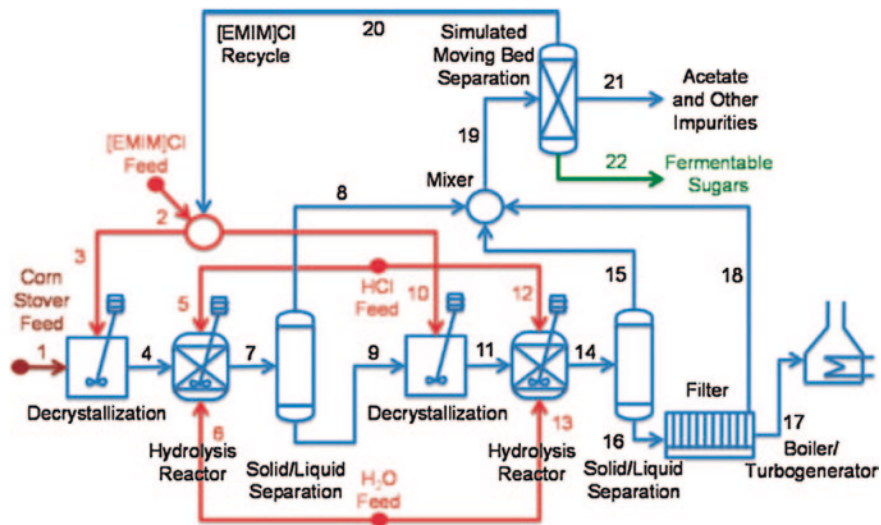 20
[EMIM]Cl
Recycle
Simulated
Moving Bed
Separation
21
Acetate
and Other
Impurities
19
[EMIM]Cl
Feed
22
Fermentable
Sugars
Mixer
8
2
3
Corn
Stover
Feed
5
HCl
Feed
10
12
15
18
1
4
7
9
11
14
Decrystallization
Decrystallization
Filter
6
13
17
16
Hydrolysis
Reactor
Solid/Liquid
Separation
H₂O
Feed
Hydrolysis
Reactor
Solid/Liquid
Separation
Boiler/
Turbogenerator